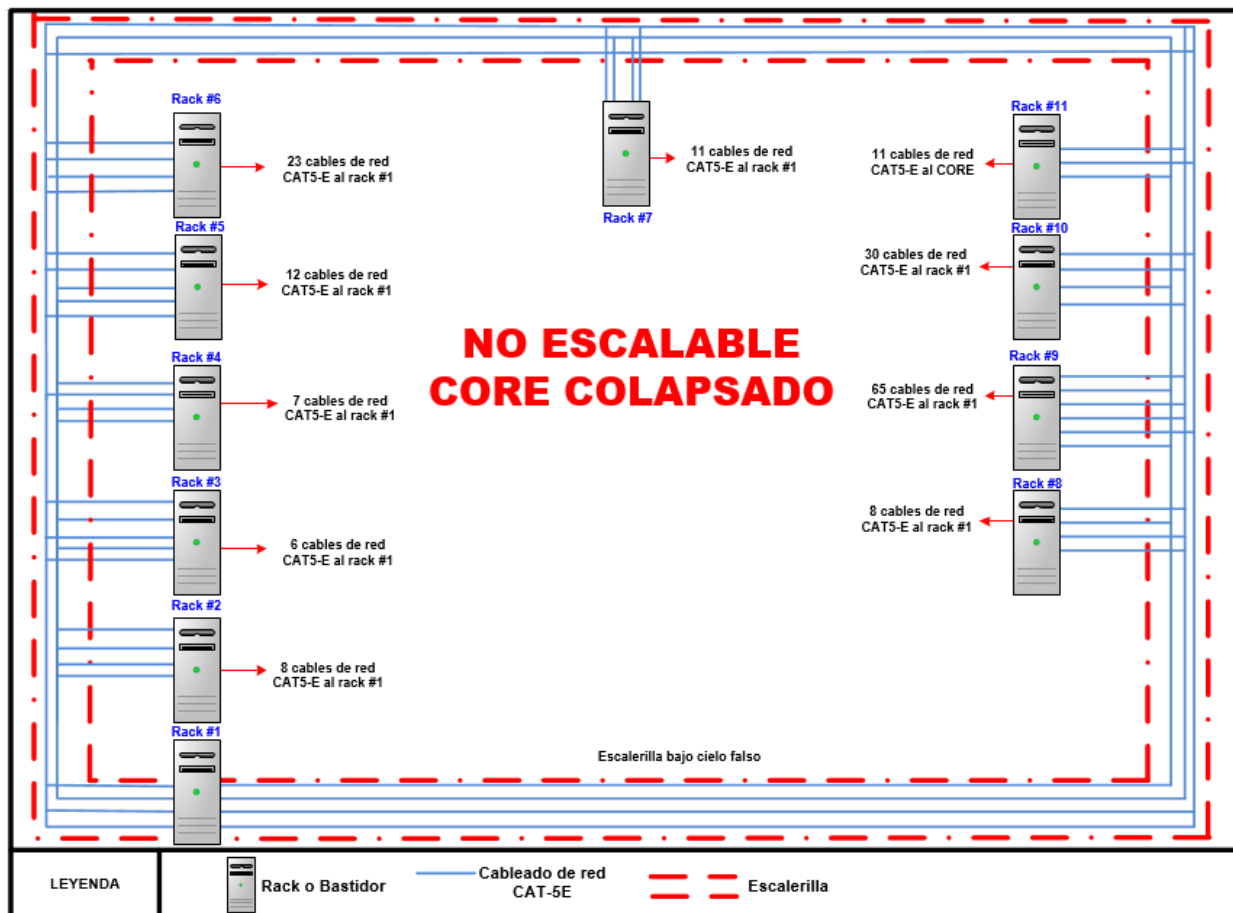 Rack #6
23 cables de red
CAT5-E al rack #1
Rack #5
12 cables de red
CAT5-E al rack #1
Rack #4
7 cables de red
CAT5-E al rack #1
Rack #3
6 cables de red
CAT5-E al rack #1
Rack #2
8 cables de red
CAT5-E al rack #1
Rack #1
11 cables de red
CAT5-E al rack #1
Rack #7
NO ESCALABLE
CORE COLAPSADO
Rack #11
11 cables de red
CAT5-E al CORE
Rack #10
30 cables de red
CAT5-E al rack #1
Rack #9
65 cables de red
CAT5-E al rack #1
Rack #8
8 cables de red
CAT5-E al rack #1
Escalerilla bajo cielo falso
LEYENDA
Rack o Bastidor
Cableado de red
CAT-5E
Escalerilla